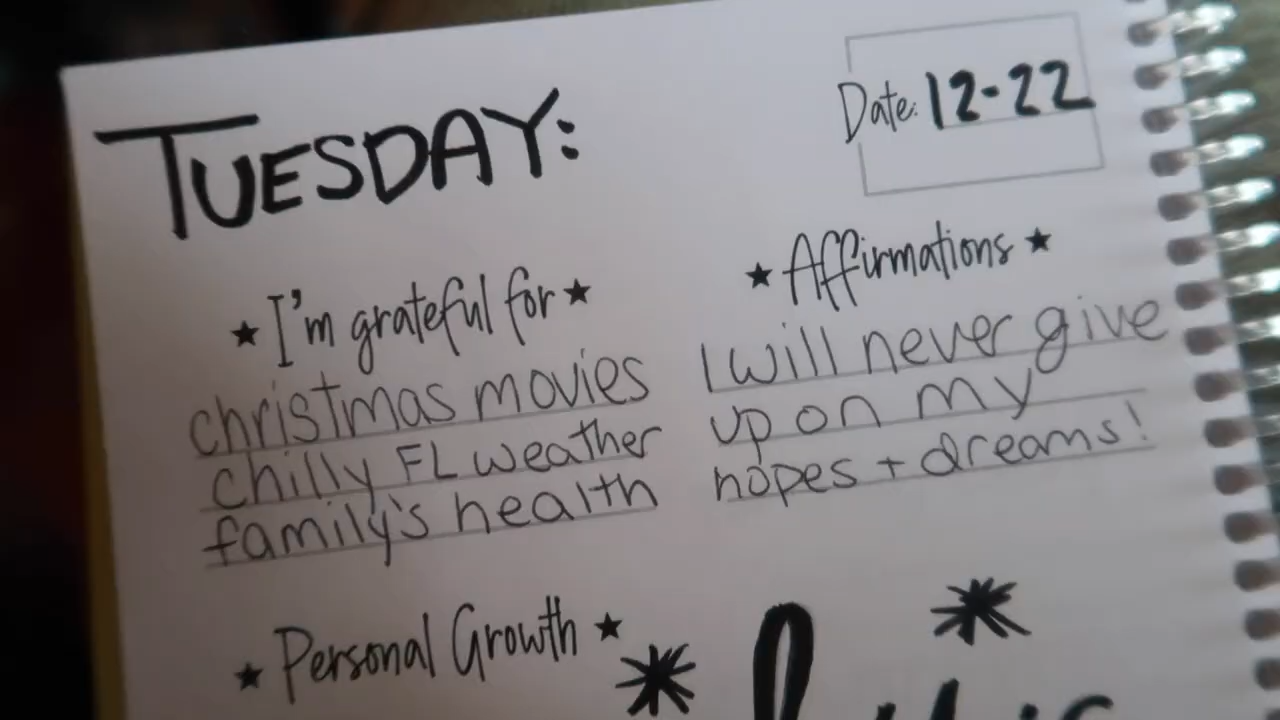 TUESDAY:
Date: 12-22
★ I'm grateful for ★
christmas movies
chilly FL weather
family's health
★ Affirmations ★
I will never give
up on my
hopes + dreams!
★ Personal Growth ★